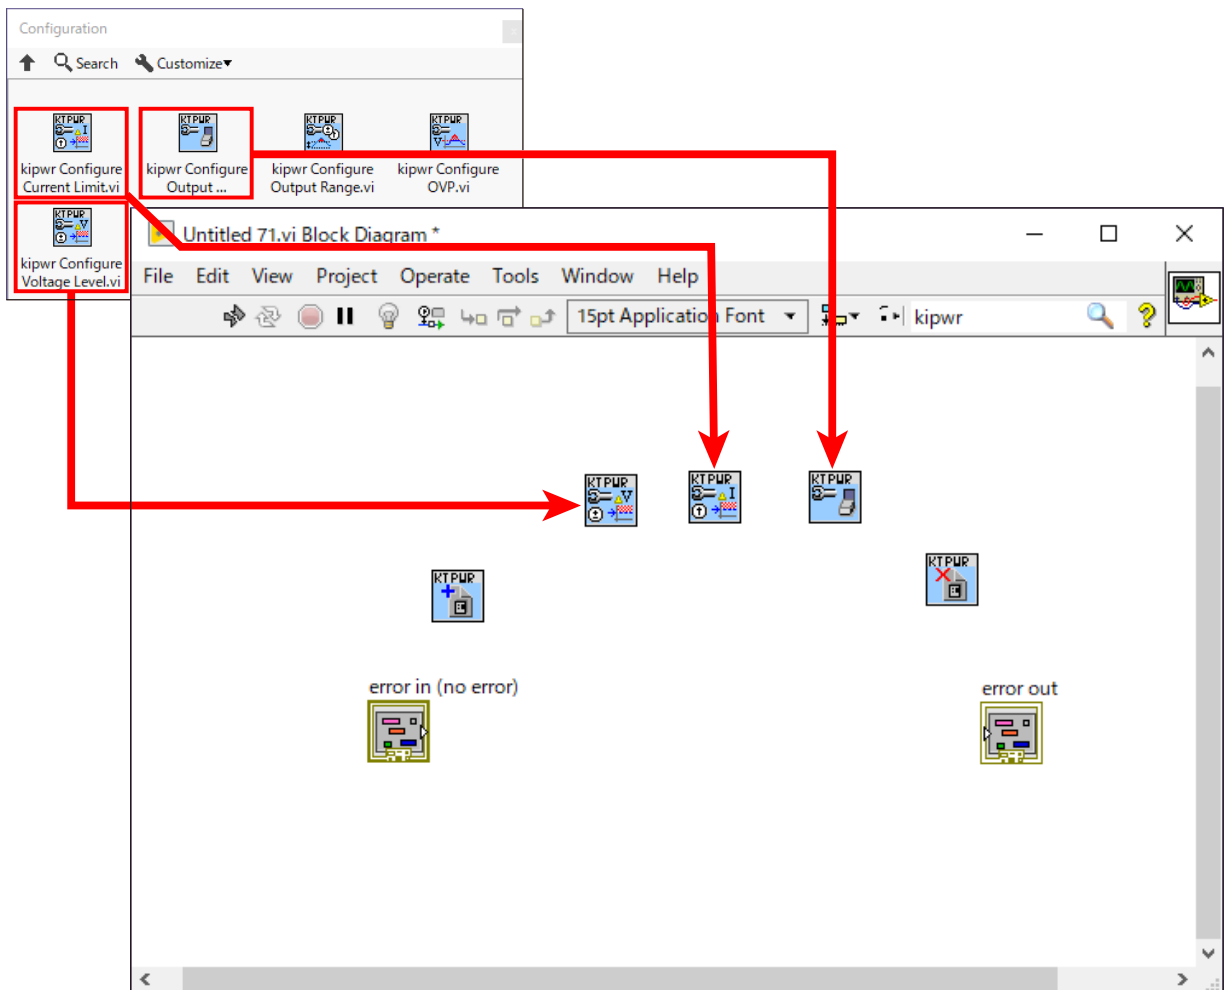 Configuration
Search Customize
KTPWR KTPWR KTPWR KTPWR
kipwr Configure Current Limit.vi
kipwr Configure Output ...
kipwr Configure Output Range.vi
kipwr Configure OVP.vi
KTPWR
kipwr Configure Voltage Level.vi
Untitled 71.vi Block Diagram *
File Edit View Project Operate Tools Window Help
15pt Application Font kipwr
KTPWR KTPWR KTPWR
KTPWR KTPWR
error in (no error) error out